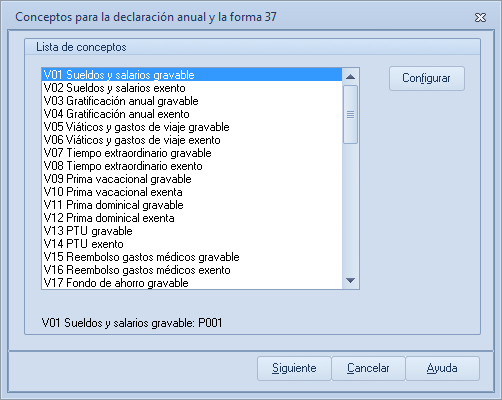 Conceptos para la declaración anual y la forma 37
Lista de conceptos
V01 Sueldos y salarios gravable
V02 Sueldos y salarios exento
V03 Gratificación anual gravable
V04 Gratificación anual exento
V05 Viáticos y gastos de viaje gravable
V06 Viáticos y gastos de viaje exento
V07 Tiempo extraordinario gravable
V08 Tiempo extraordinario exento
V09 Prima vacacional gravable
V10 Prima vacacional exenta
V11 Prima dominical gravable
V12 Prima dominical exenta
V13 PTU gravable
V14 PTU exento
V15 Reembolso gastos médicos gravable
V16 Reembolso gastos médicos exento
V17 Fondo de ahorro gravable
Configurar
V01 Sueldos y salarios gravable: P001
Siguiente
Cancelar
Ayuda